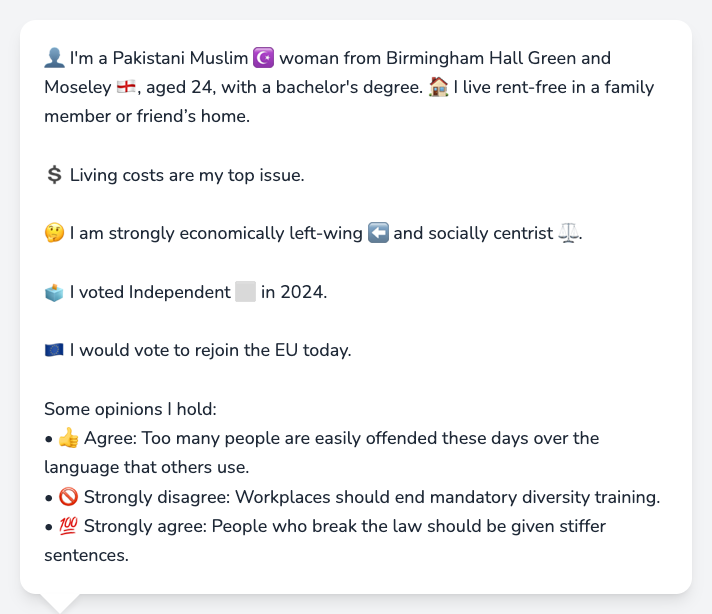 👤 I'm a Pakistani Muslim ☪️ woman from Birmingham Hall Green and
Moseley 🏴󠁧󠁢󠁥󠁮󠁧󠁿, aged 24, with a bachelor's degree. 🏠 I live rent-free in a family
member or friend’s home.
💲 Living costs are my top issue.
🤔 I am strongly economically left-wing ⬅️ and socially centrist ⚖️.
🗳️ I voted Independent ⬜ in 2024.
🇪🇺 I would vote to rejoin the EU today.
Some opinions I hold:
• 👍 Agree: Too many people are easily offended these days over the
language that others use.
• 🚫 Strongly disagree: Workplaces should end mandatory diversity training.
• 💯 Strongly agree: People who break the law should be given stiffer
sentences.